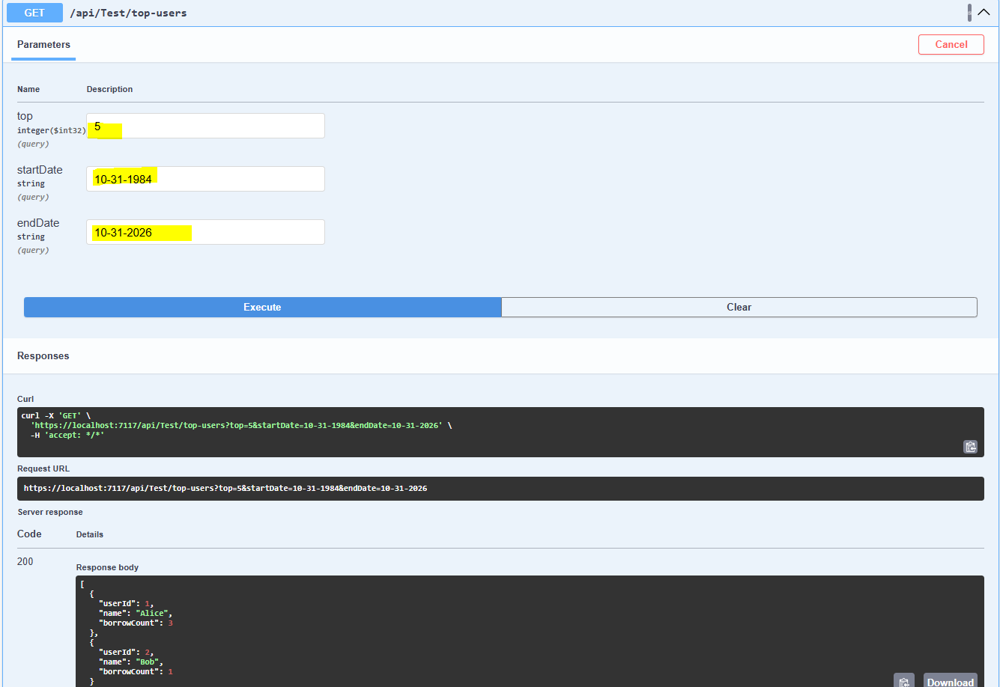 GET /api/Test/top-users
Parameters
Cancel
Name Description
top
integer($int32)
(query)
5
startDate
string
(query)
10-31-1984
endDate
string
(query)
10-31-2026
Execute Clear
Responses
Curl
curl -X 'GET' \
'https://localhost:7117/api/Test/top-users?top=5&startDate=10-31-1984&endDate=10-31-2026' \
-H 'accept: */*'
Request URL
https://localhost:7117/api/Test/top-users?top=5&startDate=10-31-1984&endDate=10-31-2026
Server response
Code Details
200
Response body
[
{
"userId": 1,
"name": "Alice",
"borrowCount": 3
},
{
"userId": 2,
"name": "Bob",
"borrowCount": 1
}
Download